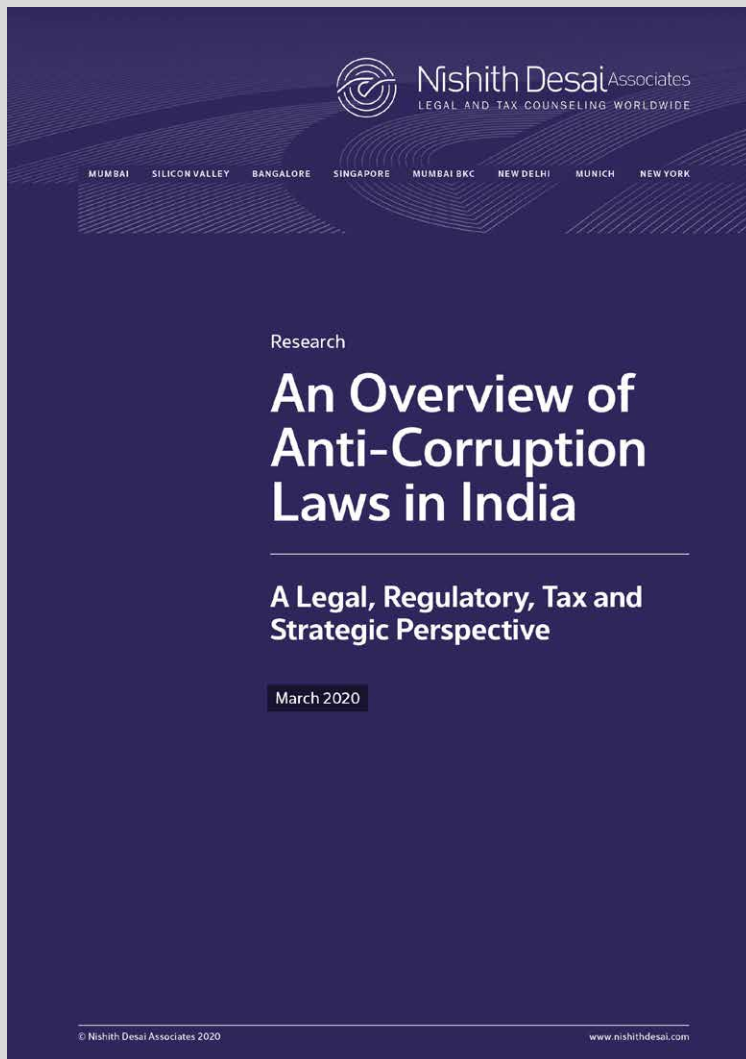 Nishith Desai Associates
LEGAL AND TAX COUNSELING WORLDWIDE
MUMBAI SILICON VALLEY BANGALORE SINGAPORE MUMBAI BKC NEW DELHI MUNICH NEW YORK
Research
An Overview of
Anti-Corruption
Laws in India
A Legal, Regulatory, Tax and
Strategic Perspective
March 2020
© Nishith Desai Associates 2020 www.nishithdesai.com